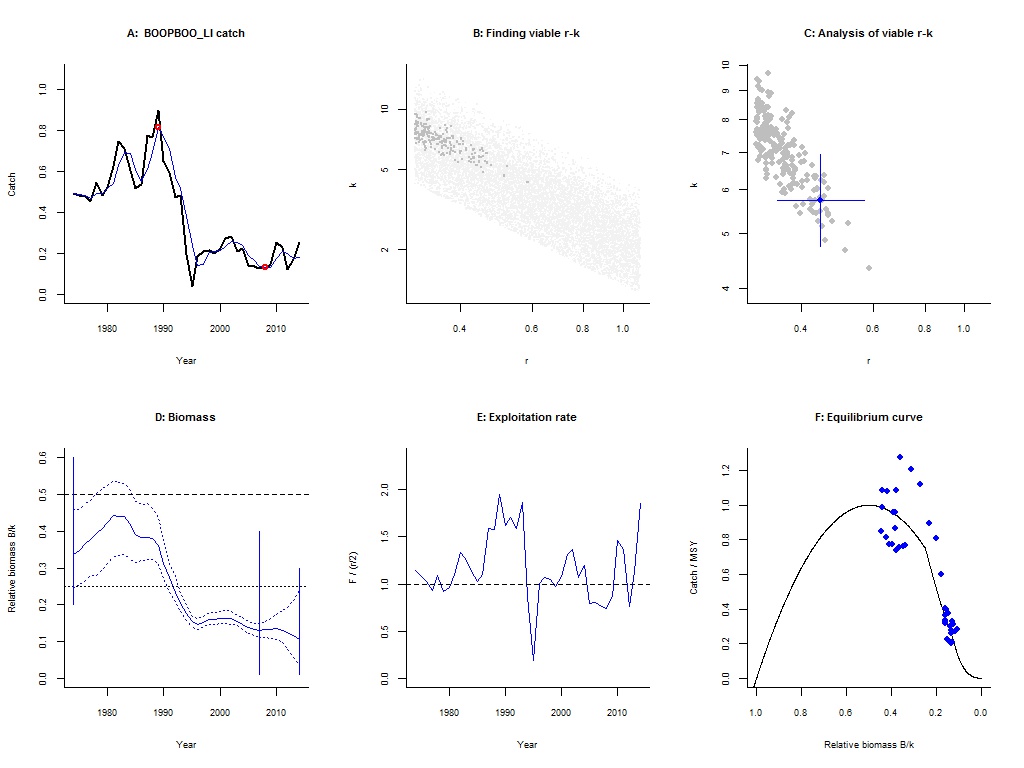 A:  BOOPBOO_LI catch
Catch
1.0
0.8
0.6
0.4
0.2
0.0
1980 1990 2000 2010
Year
B: Finding viable r-k
k
10
5
2
0.4 0.6 0.8 1.0
r
C: Analysis of viable r-k
k
10
9
8
7
6
5
4
0.4 0.6 0.8 1.0
r
D: Biomass
Relative biomass B/k
0.6
0.5
0.4
0.3
0.2
0.1
0.0
1980 1990 2000 2010
Year
E: Exploitation rate
F / (r/2)
2.0
1.5
1.0
0.5
0.0
1980 1990 2000 2010
Year
F: Equilibrium curve
Catch / MSY
1.2
1.0
0.8
0.6
0.4
0.2
0.0
1.0 0.8 0.6 0.4 0.2 0.0
Relative biomass B/k